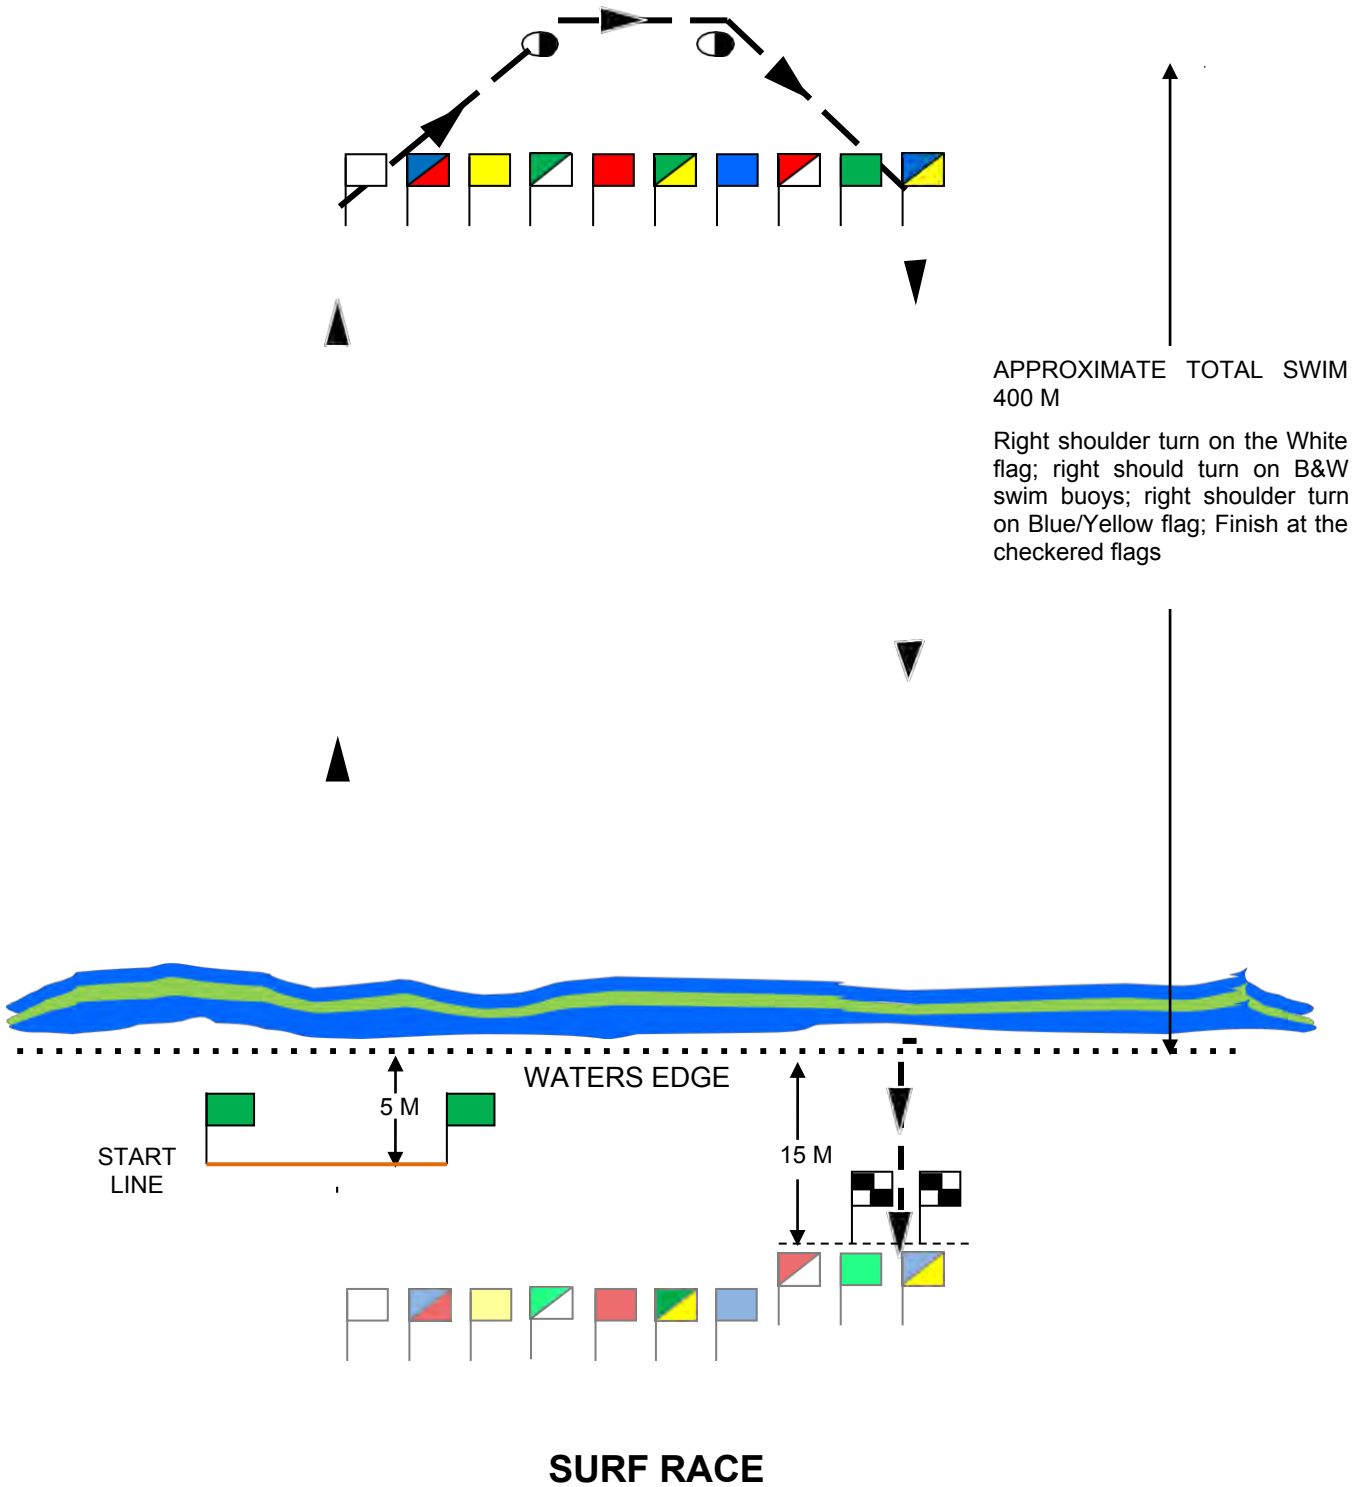 APPROXIMATE TOTAL SWIM
400 M
Right shoulder turn on the White
flag; right should turn on B&W
swim buoys; right shoulder turn
on Blue/Yellow flag; Finish at the
checkered flags
WATERS EDGE
5 M
START
LINE
15 M
SURF RACE